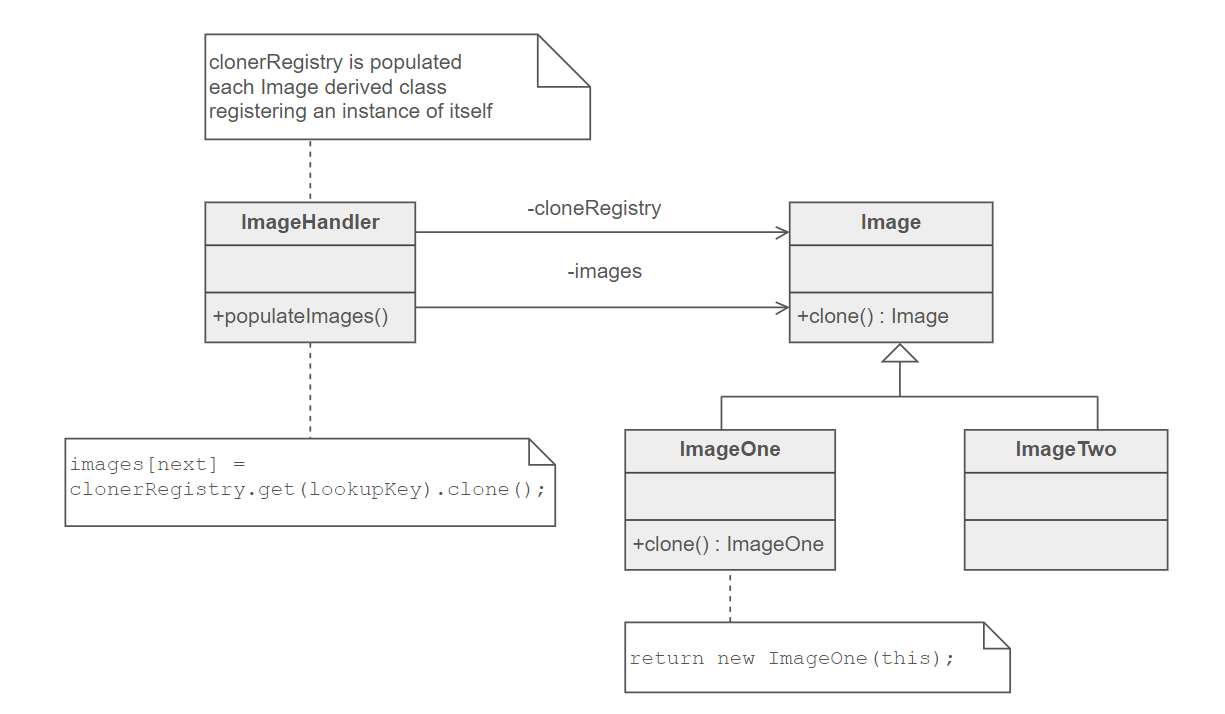 clonerRegistry is populated
each Image derived class
registering an instance of itself
ImageHandler
-cloneRegistry
Image
-images
+populateImages()
+clone() : Image
images[next] =
clonerRegistry.get(lookupKey).clone();
ImageOne
ImageTwo
+clone() : ImageOne
return new ImageOne(this);